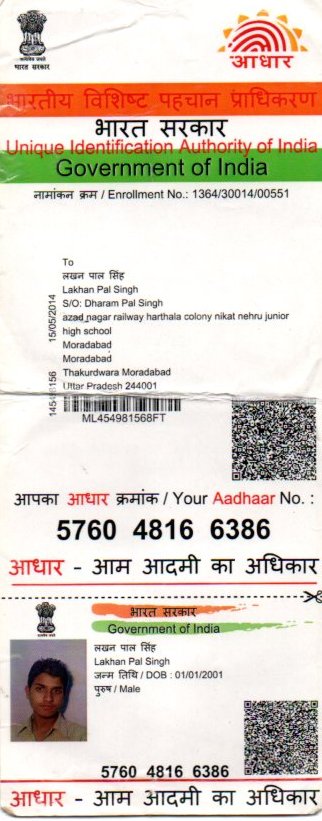 भारत सरकार
आधार
भारतीय विशिष्ट पहचान प्राधिकरण
भारत सरकार
Unique Identification Authority of India
Government of India
नामांकन क्रम / Enrollment No.: 1364/30014/00551
To
लखन पाल सिंह
Lakhan Pal Singh
S/O: Dharam Pal Singh
azad nagar railway harthala colony nikat nehru junior
high school
Moradabad
Moradabad
Thakurdwara Moradabad
Uttar Pradesh 244001
15/05/2014
ML454981568FT
आपका आधार क्रमांक / Your Aadhaar No. :
5760 4816 6386
आधार - आम आदमी का अधिकार
भारत सरकार
Government of India
लखन पाल सिंह
Lakhan Pal Singh
जन्म तिथि / DOB : 01/01/2001
पुरुष / Male
5760 4816 6386
आधार - आम आदमी का अधिकार